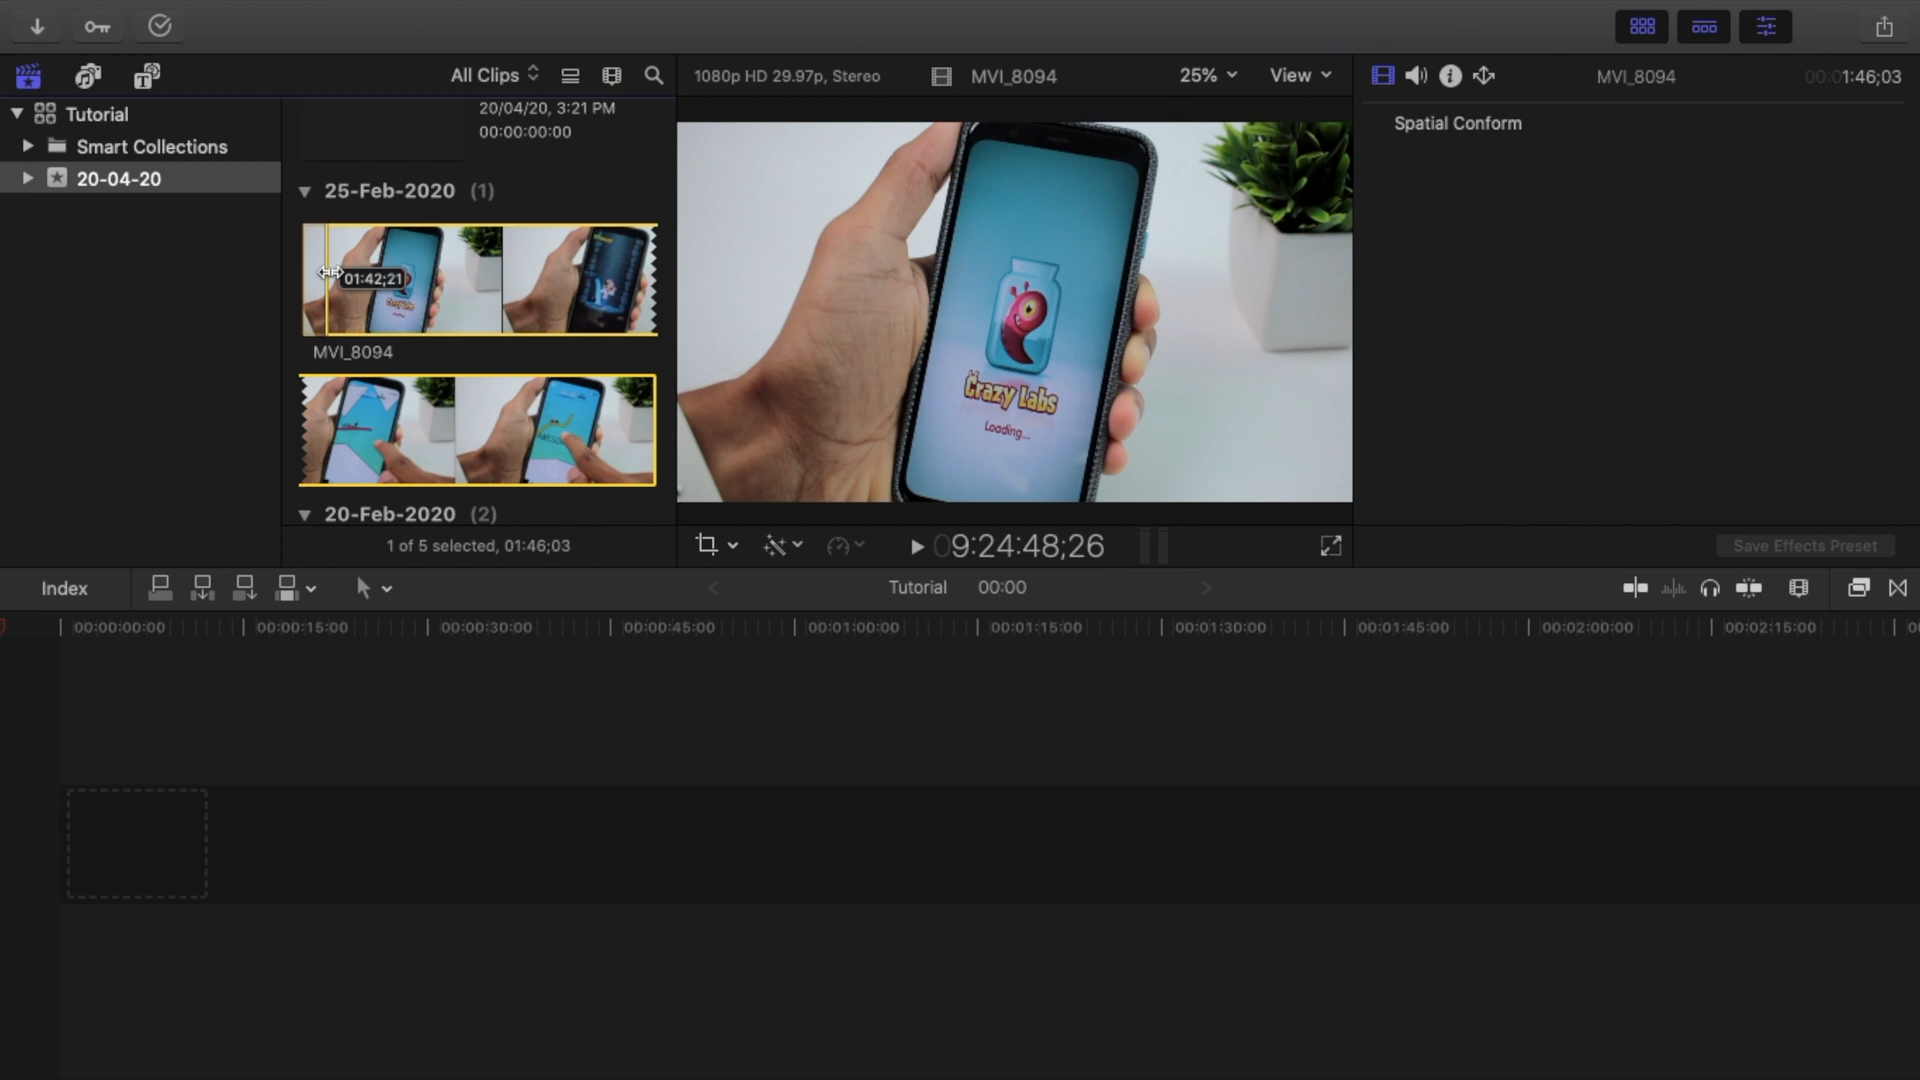 All Clips
1080p HD 29.97p, Stereo
MVI_8094
25%
View
MVI_8094
00:01:46;03
Tutorial
Smart Collections
20-04-20
20/04/20, 3:21 PM
00:00:00:00
25-Feb-2020 (1)
01:42;21
MVI_8094
20-Feb-2020 (2)
1 of 5 selected, 01:46;03
Crazy Labs
Loading...
Spatial Conform
09:24:48;26
Save Effects Preset
Index
Tutorial 00:00
00:00:00:00
00:00:15:00
00:00:30:00
00:00:45:00
00:01:00:00
00:01:15:00
00:01:30:00
00:01:45:00
00:02:00:00
00:02:15:00